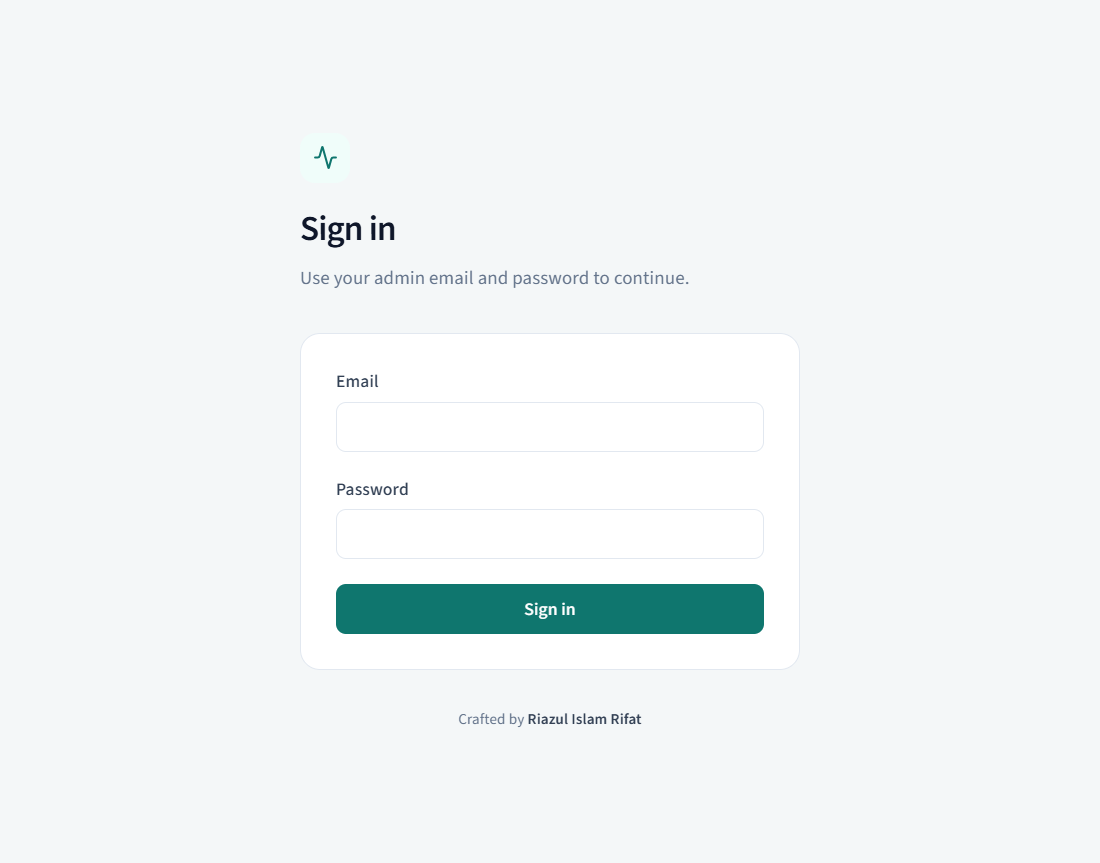 Sign in
Use your admin email and password to continue.
Email
Password
Sign in
Crafted by Riazul Islam Rifat